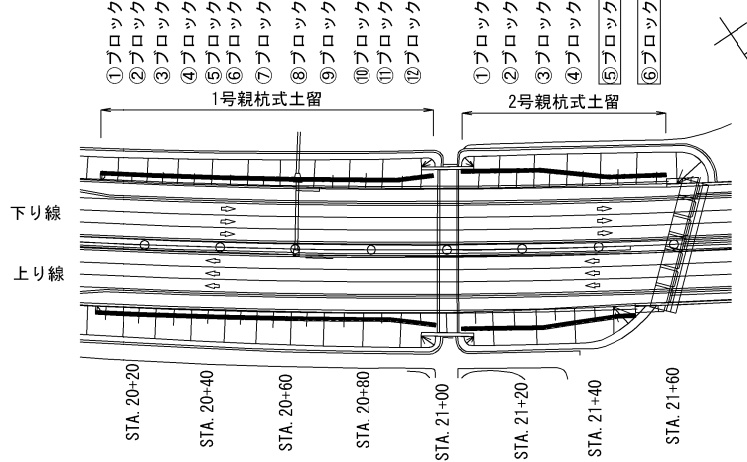 ①ブロック
②ブロック
③ブロック
④ブロック
⑤ブロック
⑥ブロック
⑦ブロック
⑧ブロック
⑨ブロック
⑩ブロック
⑪ブロック
⑫ブロック
①ブロック
②ブロック
③ブロック
④ブロック
⑤ブロック
⑥ブロック
1号親杭式土留
2号親杭式土留
下り線
上り線
STA. 20+20
STA. 20+40
STA. 20+60
STA. 20+80
STA. 21+00
STA. 21+20
STA. 21+40
STA. 21+60